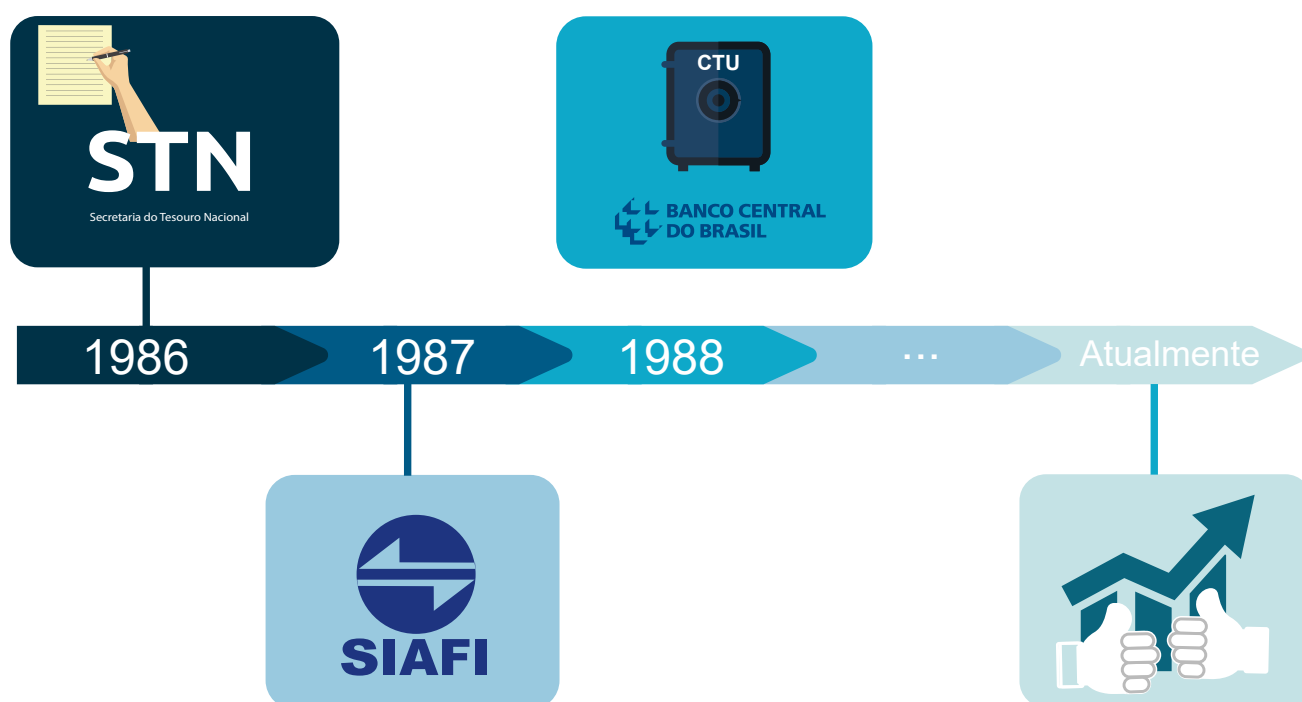 STN
Secretaria do Tesouro Nacional
CTU
BANCO CENTRAL
DO BRASIL
1986
1987
1988
...
Atualmente
SIAFI